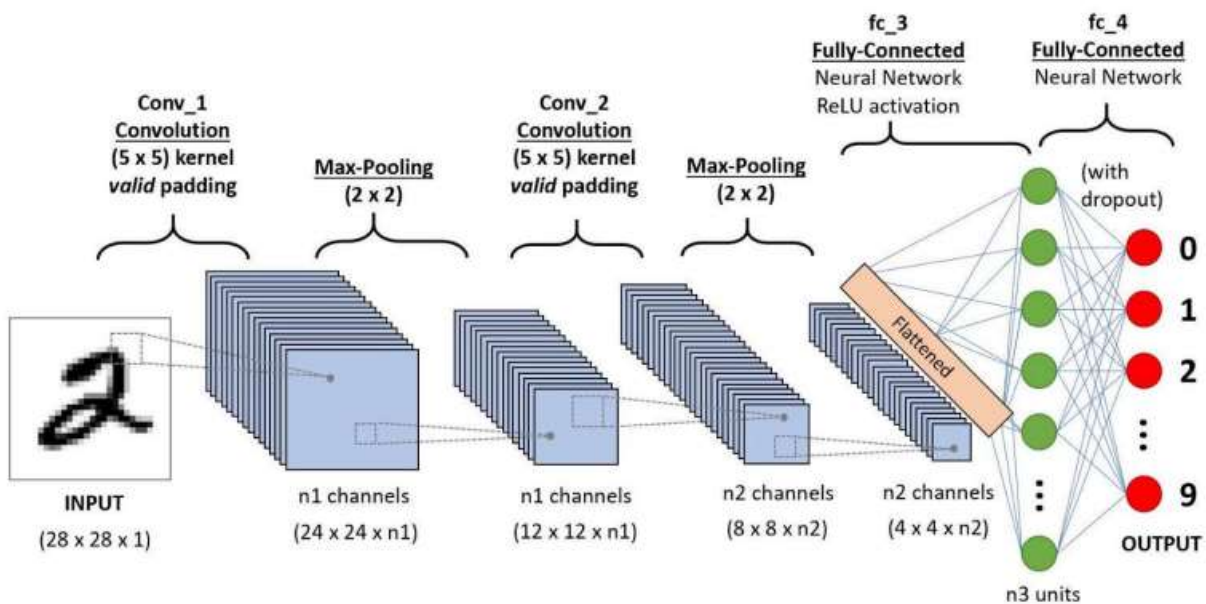 fc_3
Fully-Connected
Neural Network
ReLU activation
fc_4
Fully-Connected
Neural Network
Conv_1
Convolution
(5 x 5) kernel
valid padding
Max-Pooling
(2 x 2)
Conv_2
Convolution
(5 x 5) kernel
valid padding
Max-Pooling
(2 x 2)
(with
dropout)
Flattened
0
1
2
9
INPUT
(28 x 28 x 1)
n1 channels
(24 x 24 x n1)
n1 channels
(12 x 12 x n1)
n2 channels
(8 x 8 x n2)
n2 channels
(4 x 4 x n2)
OUTPUT
n3 units